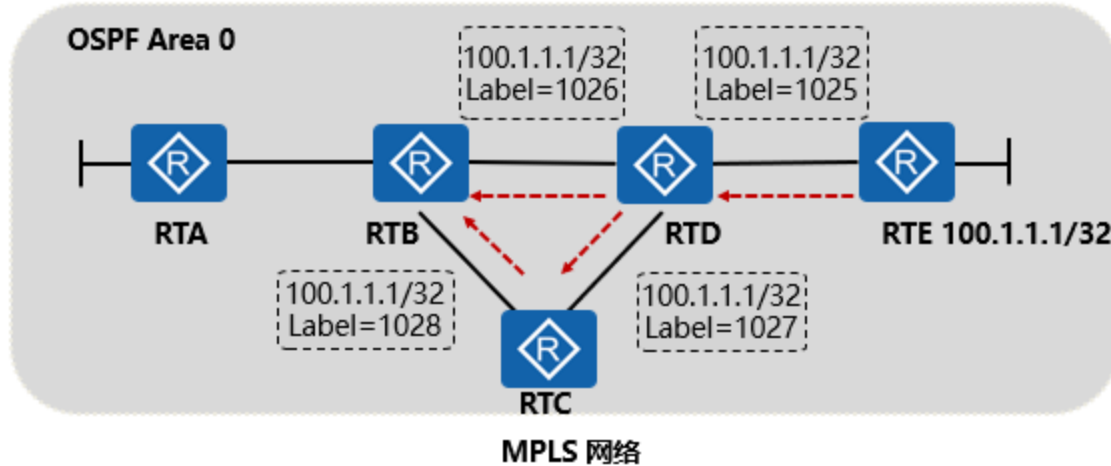 OSPF Area 0
100.1.1.1/32
Label=1026
100.1.1.1/32
Label=1025
R
R
R
R
RTA
RTB
RTD
RTE 100.1.1.1/32
100.1.1.1/32
Label=1028
100.1.1.1/32
Label=1027
R
RTC
MPLS 网络